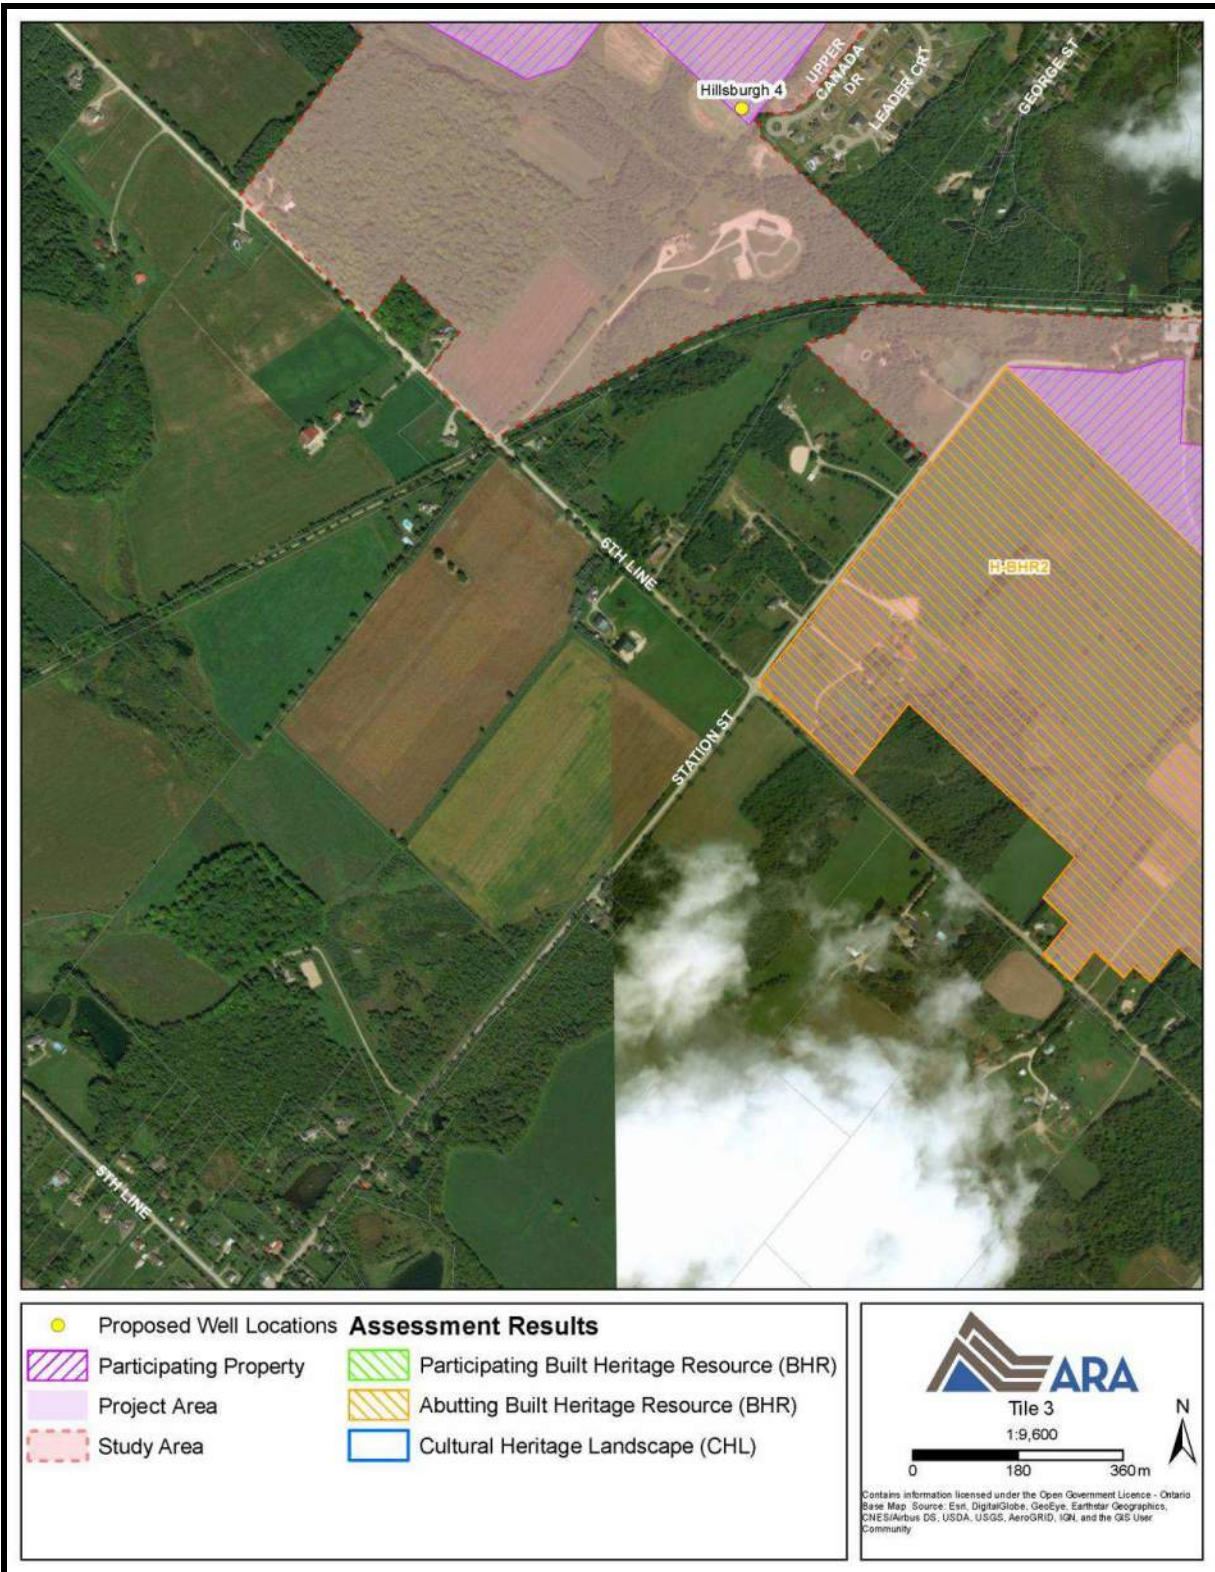 UPPER
CANADA
DR
LEADER CRT
GEORGE ST
Hillsburgh 4
H-BHR2
6TH LINE
STATION ST
5TH LINE
Proposed Well Locations
Participating Property
Project Area
Study Area
Assessment Results
Participating Built Heritage Resource (BHR)
Abutting Built Heritage Resource (BHR)
Cultural Heritage Landscape (CHL)
ARA
Tile 3
N
1:9,600
0 180 360 m
Contains information licensed under the Open Government Licence - Ontario
Base Map Source: Esri, DigitalGlobe, GeoEye, Earthstar Geographics,
CNES/Airbus DS, USDA, USGS, AeroGRID, IGN, and the GIS User
Community